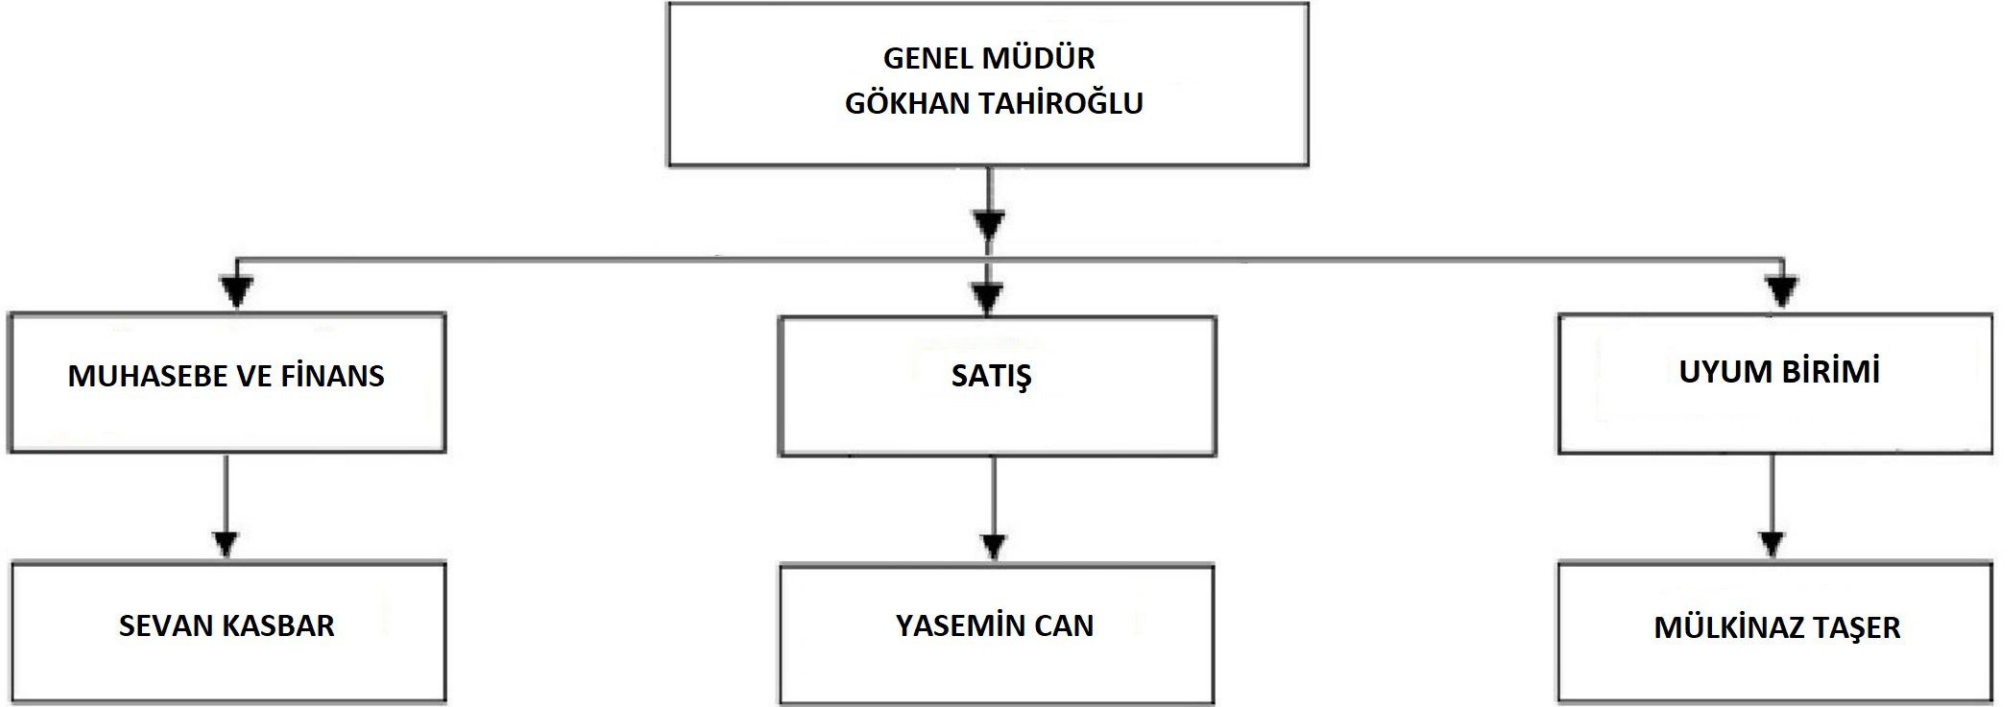 GENEL MÜDÜR
GÖKHAN TAHİROĞLU
MUHASEBE VE FİNANS
SATIŞ
UYUM BİRİMİ
SEVAN KASBAR
YASEMİN CAN
MÜLKİNAZ TAŞER